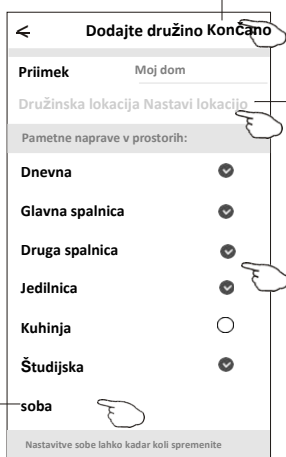 Dodajte družino Končano
Priimek Moj dom
Družinska lokacija Nastavi lokacijo
Pametne naprave v prostorih:
Dnevna
Glavna spalnica
Druga spalnica
Jedilnica
Kuhinja
Študijska
soba
Nastavitve sobe lahko kadar koli spremenite